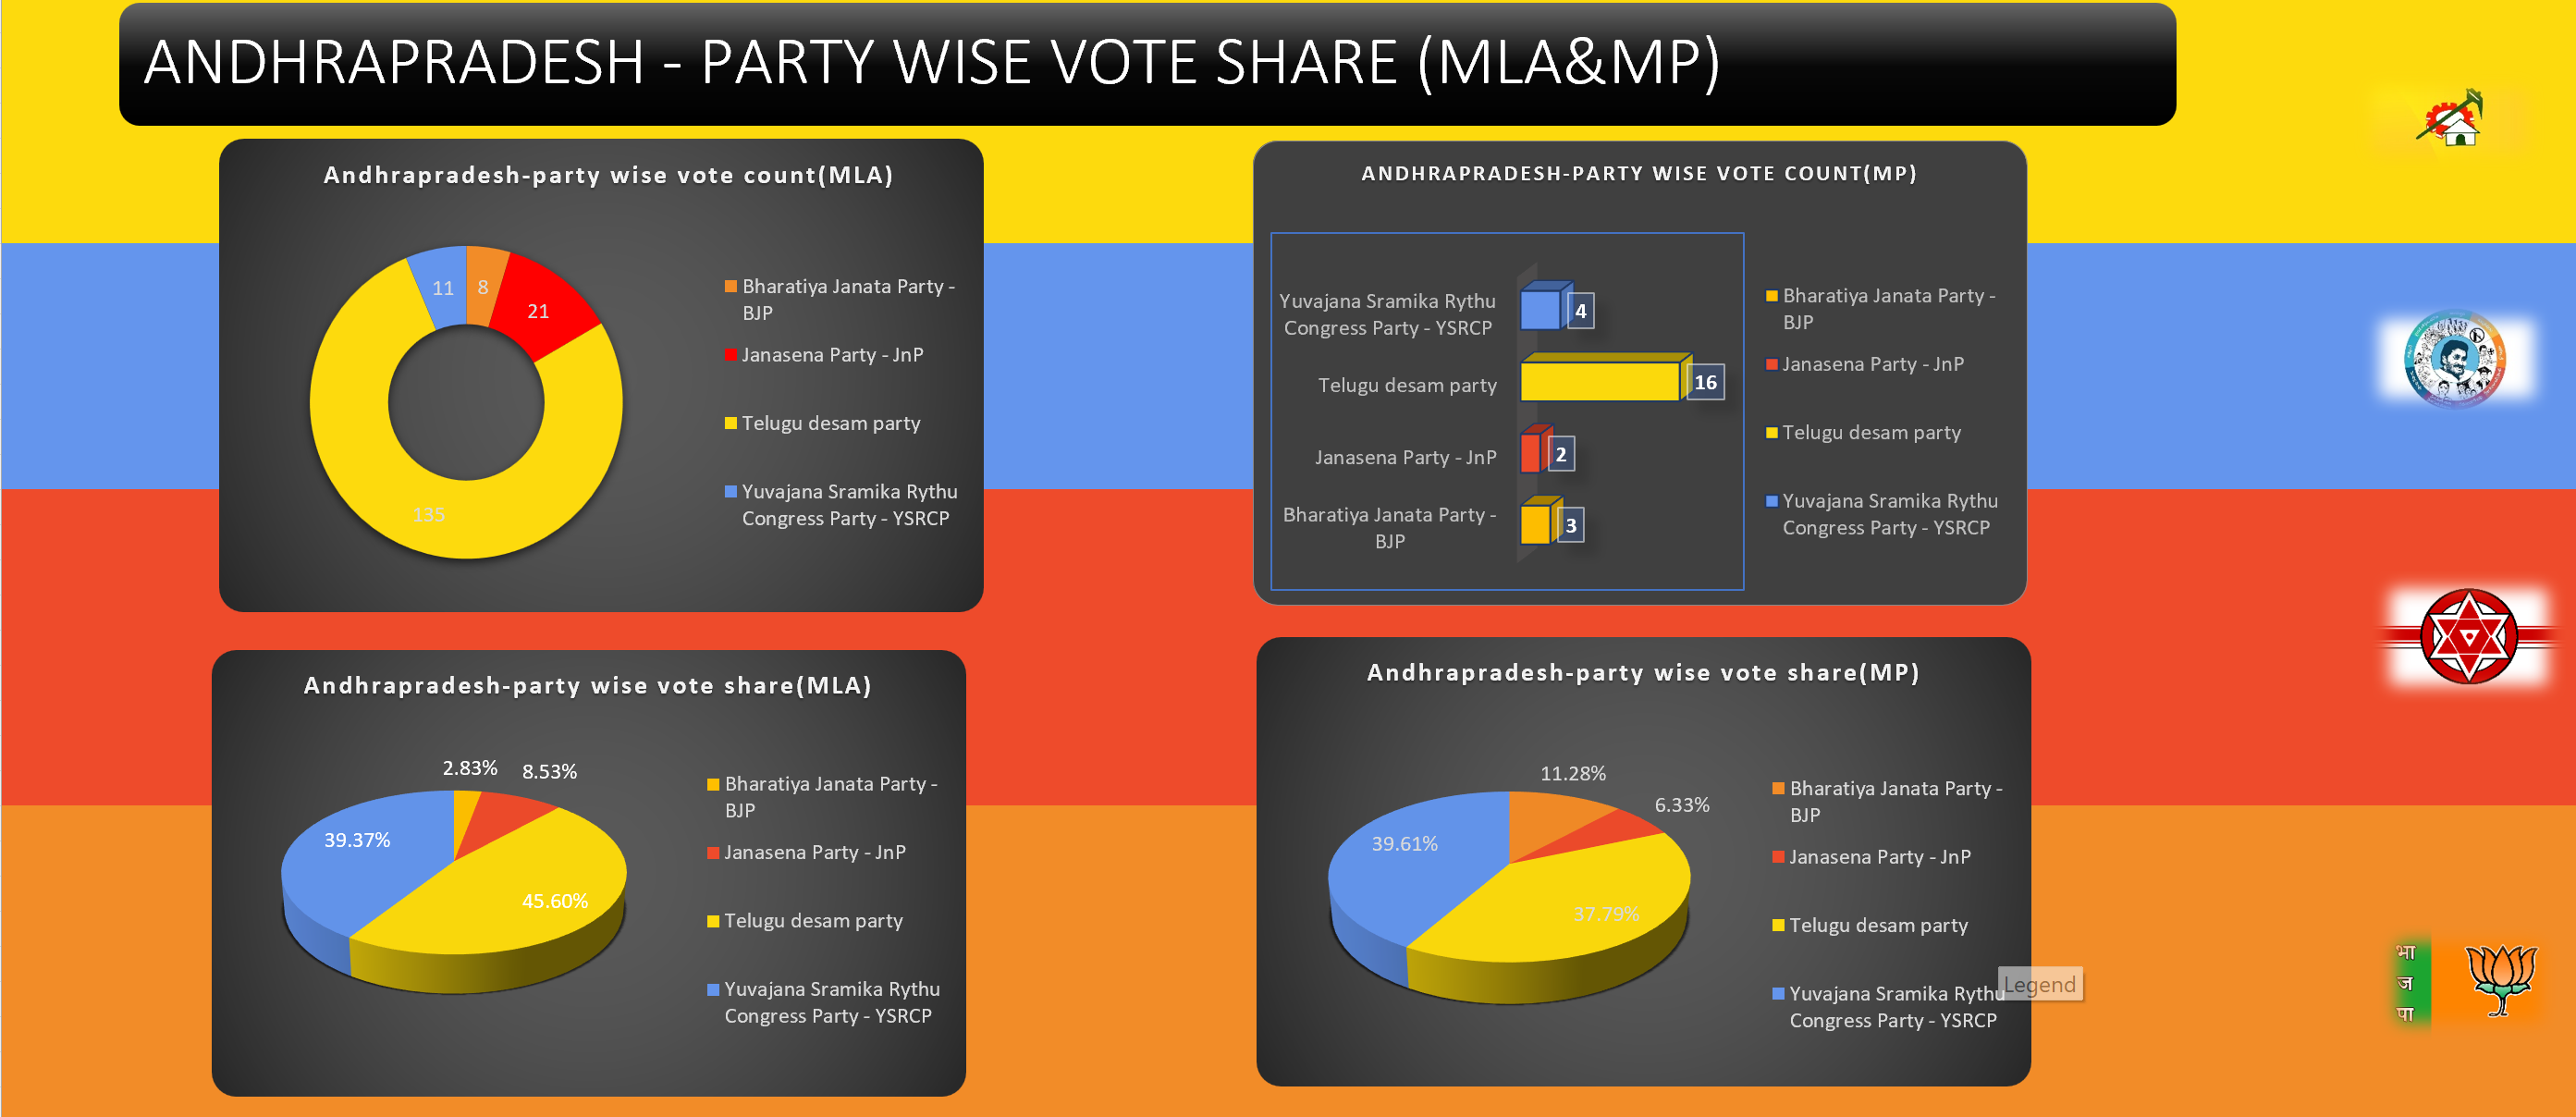 ANDHRAPRADESH - PARTY WISE VOTE SHARE (MLA&MP)
Andhrapradesh-party wise vote count(MLA)
11
8
21
135
Bharatiya Janata Party -
BJP
Janasena Party - JnP
Telugu desam party
Yuvajana Sramika Rythu
Congress Party - YSRCP
ANDHRAPRADESH-PARTY WISE VOTE COUNT(MP)
Yuvajana Sramika Rythu
Congress Party - YSRCP
4
Telugu desam party
16
Janasena Party - JnP
2
Bharatiya Janata Party -
BJP
3
Bharatiya Janata Party -
BJP
Janasena Party - JnP
Telugu desam party
Yuvajana Sramika Rythu
Congress Party - YSRCP
Andhrapradesh-party wise vote share(MLA)
2.83%
8.53%
39.37%
45.60%
Bharatiya Janata Party -
BJP
Janasena Party - JnP
Telugu desam party
Yuvajana Sramika Rythu
Congress Party - YSRCP
Andhrapradesh-party wise vote share(MP)
11.28%
6.33%
39.61%
37.79%
Bharatiya Janata Party -
BJP
Janasena Party - JnP
Telugu desam party
Yuvajana Sramika Rythu
Congress Party - YSRCP
Legend
भा
ज
पा